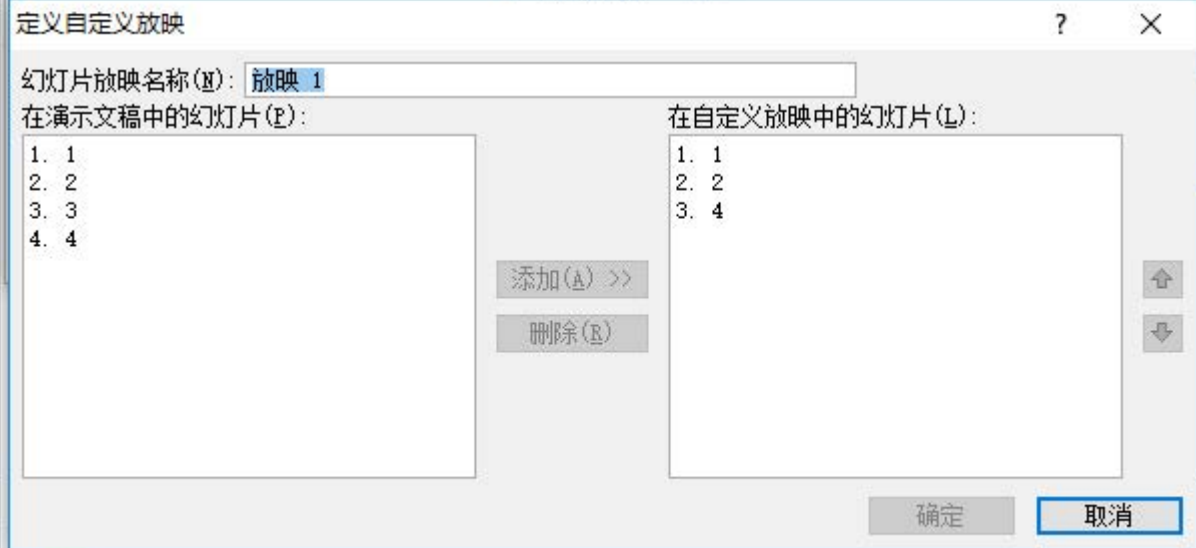 定义自定义放映 ?
幻灯片放映名称(N): 放映 1
在演示文稿中的幻灯片(P):
1. 1
2. 2
3. 3
4. 4
添加(A) >>
删除(R)
在自定义放映中的幻灯片(L):
1. 1
2. 2
3. 4
确定
取消